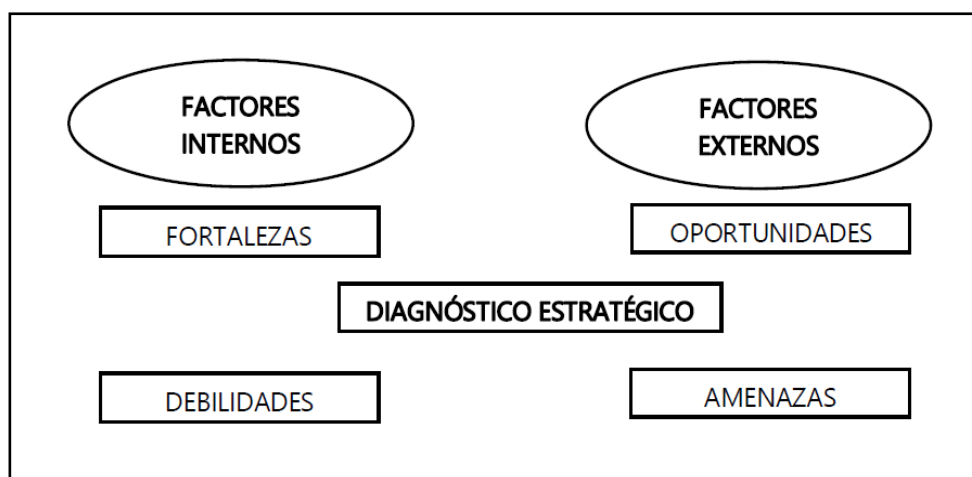 FACTORES
INTERNOS
FACTORES
EXTERNOS
FORTALEZAS
OPORTUNIDADES
DIAGNÓSTICO ESTRATÉGICO
DEBILIDADES
AMENAZAS